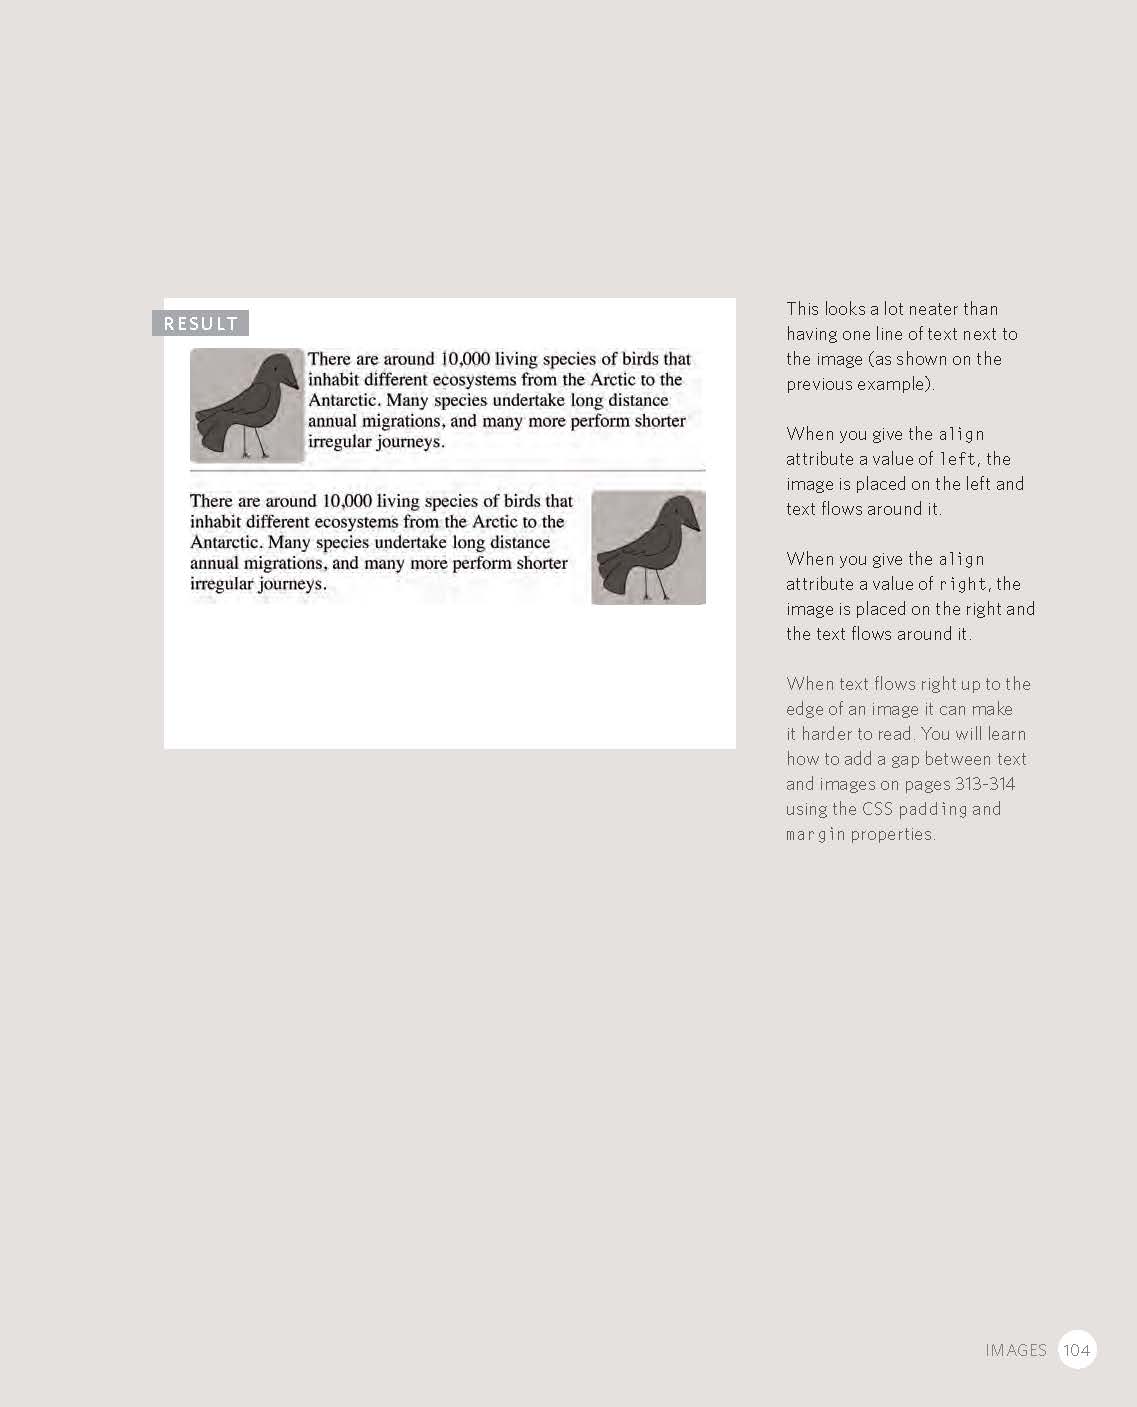 RESULT
There are around 10,000 living species of birds that
inhabit different ecosystems from the Arctic to the
Antarctic. Many species undertake long distance
annual migrations, and many more perform shorter
irregular journeys.
There are around 10,000 living species of birds that
inhabit different ecosystems from the Arctic to the
Antarctic. Many species undertake long distance
annual migrations, and many more perform shorter
irregular journeys.
This looks a lot neater than
having one line of text next to
the image (as shown on the
previous example).
When you give the align
attribute a value of left, the
image is placed on the left and
text flows around it.
When you give the align
attribute a value of right, the
image is placed on the right and
the text flows around it.
When text flows right up to the
edge of an image it can make
it harder to read. You will learn
how to add a gap between text
and images on pages 313-314
using the CSS padding and
margin properties.
IMAGES 104